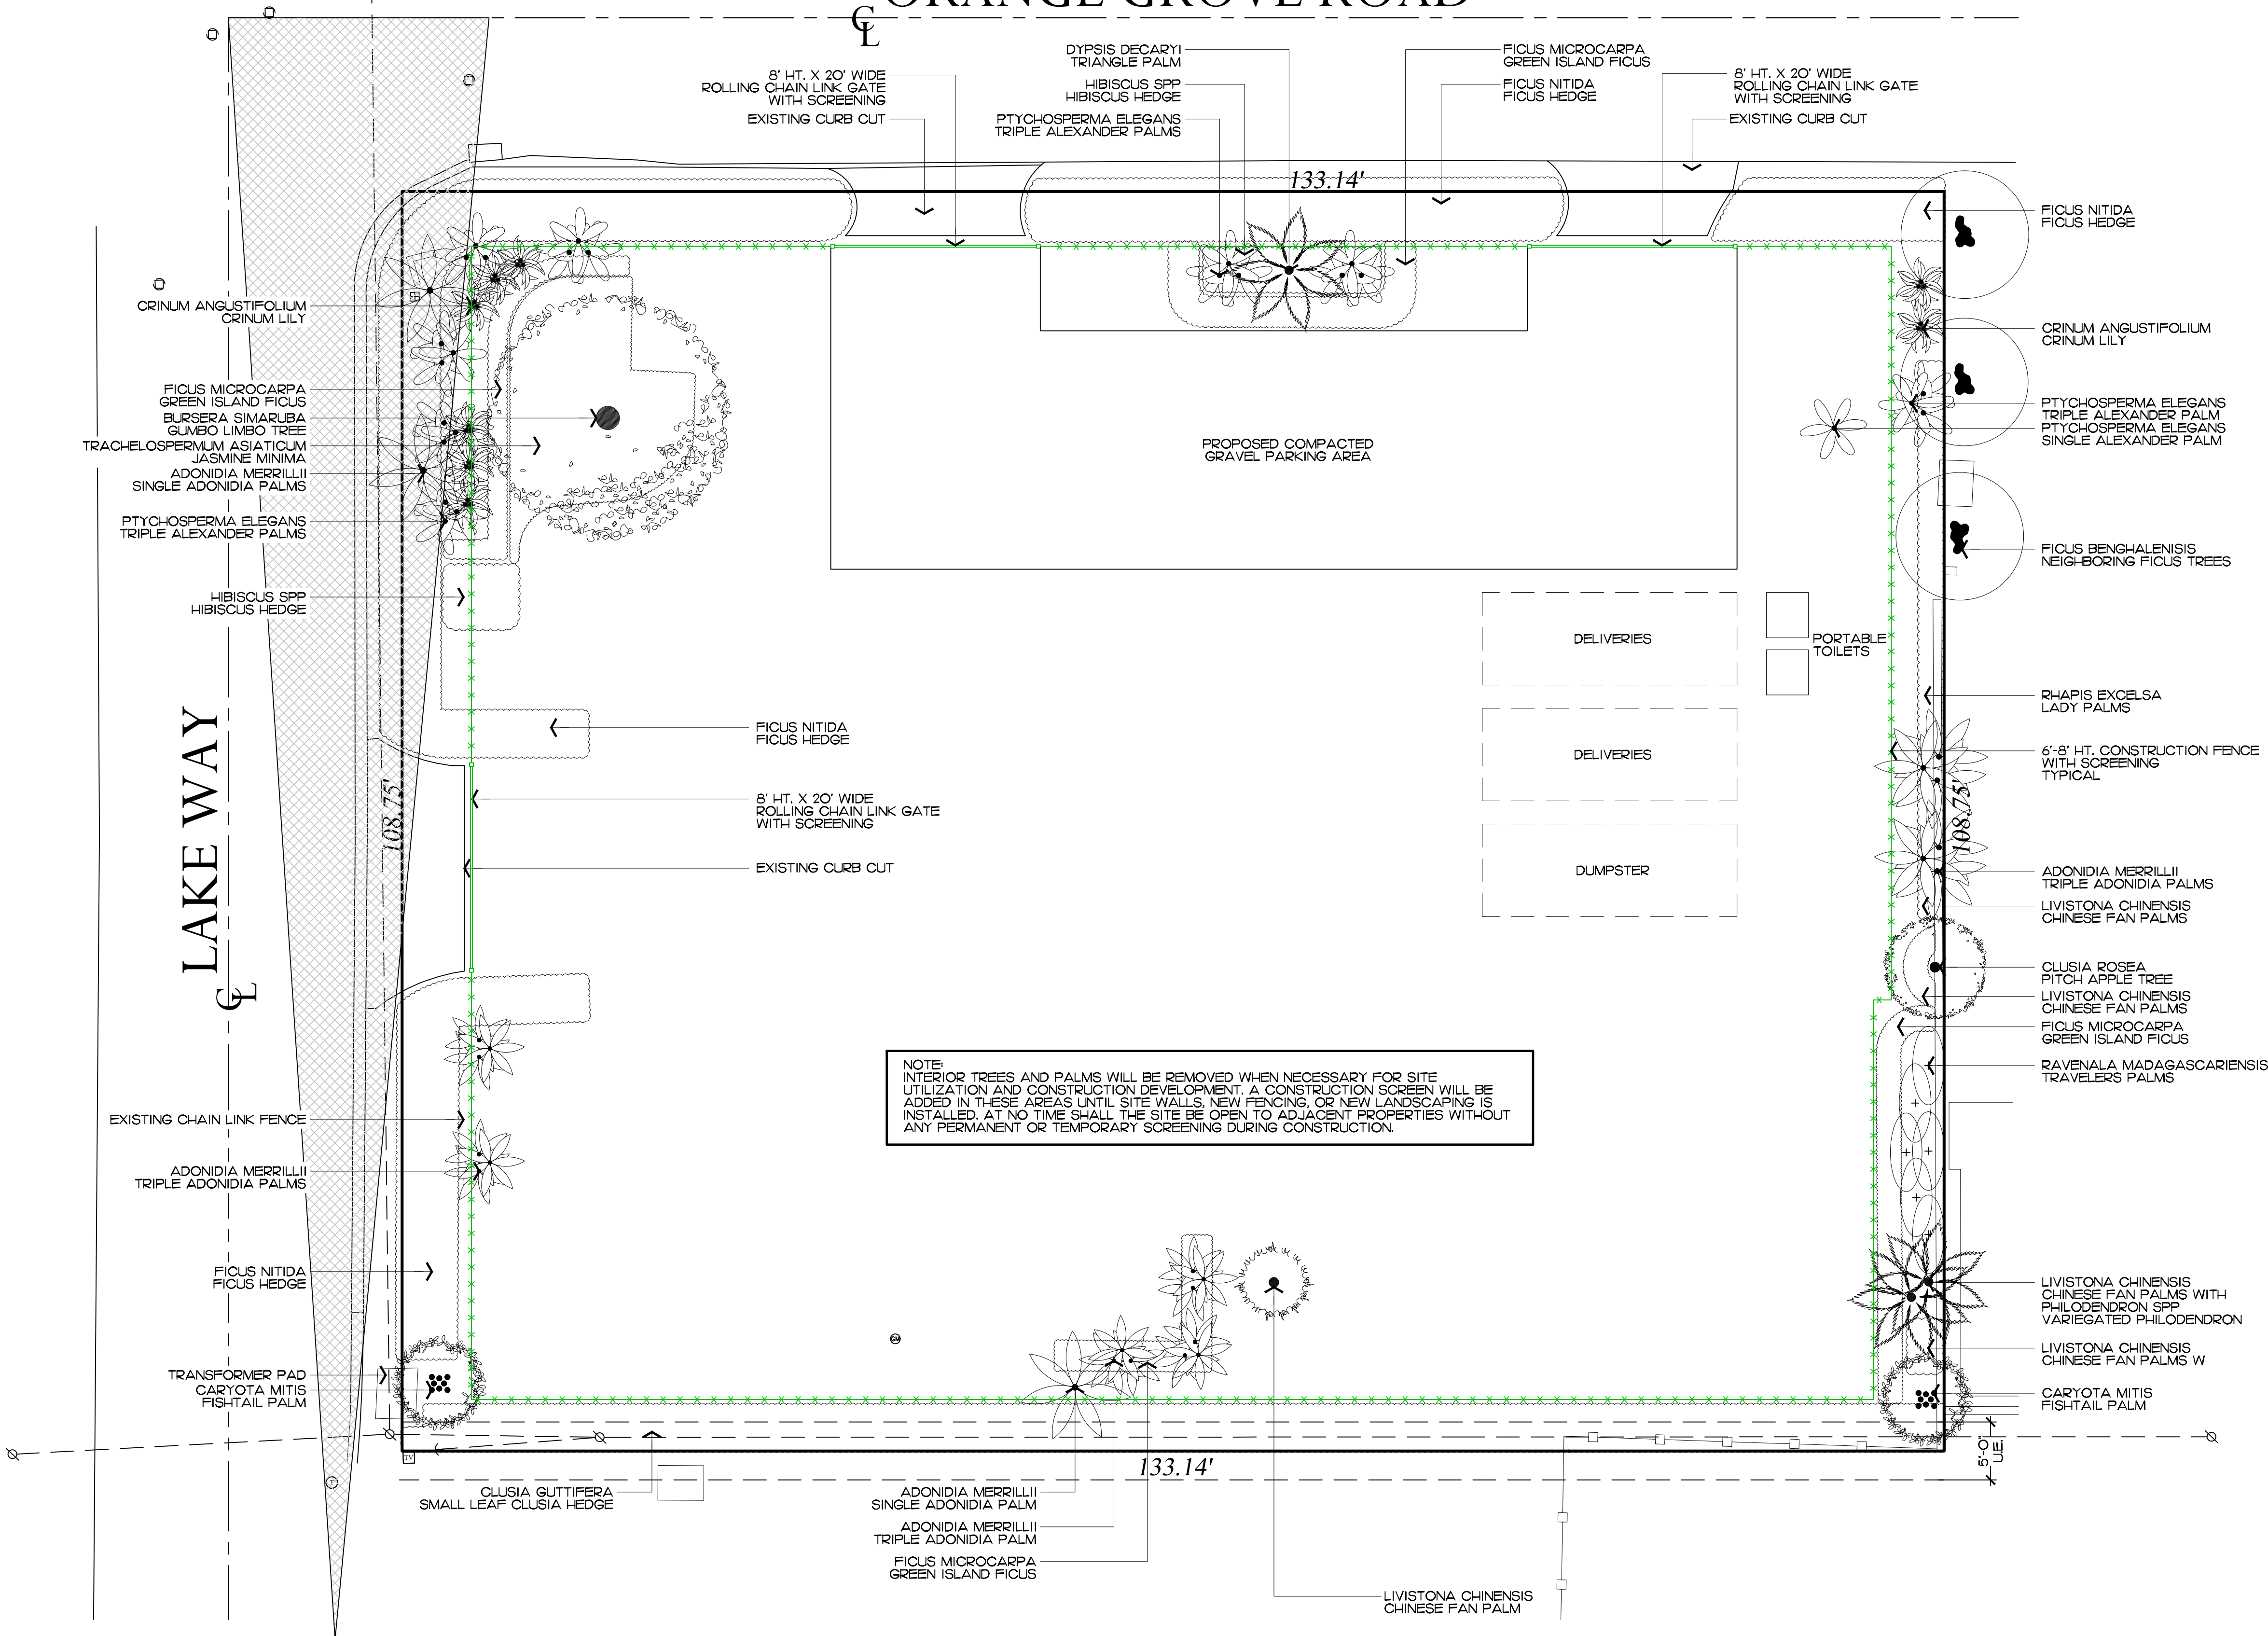 ORANGE GROVE ROAD
CL
DYPSIS DECARYI
TRIANGLE PALM
HIBISCUS SPP
HIBISCUS HEDGE
PTYCHOSPERMA ELEGANS
TRIPLE ALEXANDER PALMS
8' HT. X 20' WIDE
ROLLING CHAIN LINK GATE
WITH SCREENING
EXISTING CURB CUT
FICUS MICROCARPA
GREEN ISLAND FICUS
FICUS NITIDA
FICUS HEDGE
8' HT. X 20' WIDE
ROLLING CHAIN LINK GATE
WITH SCREENING
EXISTING CURB CUT
133.14'
CRINUM ANGUSTIFOLIUM
CRINUM LILY
FICUS MICROCARPA
GREEN ISLAND FICUS
BURSERA SIMARUBA
GUMBO LIMBO TREE
TRACHELOSPERMUM ASIATICUM
JASMINE MINIMA
ADONIDIA MERRILLII
SINGLE ADONIDIA PALMS
PTYCHOSPERMA ELEGANS
TRIPLE ALEXANDER PALMS
HIBISCUS SPP
HIBISCUS HEDGE
LAKE WAY
CL
108.75'
FICUS NITIDA
FICUS HEDGE
8' HT. X 20' WIDE
ROLLING CHAIN LINK GATE
WITH SCREENING
EXISTING CURB CUT
PROPOSED COMPACTED
GRAVEL PARKING AREA
DELIVERIES
DELIVERIES
DUMPSTER
PORTABLE
TOILETS
FICUS NITIDA
FICUS HEDGE
CRINUM ANGUSTIFOLIUM
CRINUM LILY
PTYCHOSPERMA ELEGANS
TRIPLE ALEXANDER PALM
PTYCHOSPERMA ELEGANS
SINGLE ALEXANDER PALM
FICUS BENGHALENISIS
NEIGHBORING FICUS TREES
RHAPIS EXCELSA
LADY PALMS
6'-8' HT. CONSTRUCTION FENCE
WITH SCREENING
TYPICAL
108.75'
ADONIDIA MERRILLII
TRIPLE ADONIDIA PALMS
LIVISTONA CHINENSIS
CHINESE FAN PALMS
CLUSIA ROSEA
PITCH APPLE TREE
LIVISTONA CHINENSIS
CHINESE FAN PALMS
FICUS MICROCARPA
GREEN ISLAND FICUS
RAVENALA MADAGASCARIENSIS
TRAVELERS PALMS
LIVISTONA CHINENSIS
CHINESE FAN PALMS WITH
PHILODENDRON SPP
VARIEGATED PHILODENDRON
LIVISTONA CHINENSIS
CHINESE FAN PALMS W
CARYOTA MITIS
FISHTAIL PALM
NOTE:
INTERIOR TREES AND PALMS WILL BE REMOVED WHEN NECESSARY FOR SITE
UTILIZATION AND CONSTRUCTION DEVELOPMENT. A CONSTRUCTION SCREEN WILL BE
ADDED IN THESE AREAS UNTIL SITE WALLS, NEW FENCING, OR NEW LANDSCAPING IS
INSTALLED. AT NO TIME SHALL THE SITE BE OPEN TO ADJACENT PROPERTIES WITHOUT
ANY PERMANENT OR TEMPORARY SCREENING DURING CONSTRUCTION.
EXISTING CHAIN LINK FENCE
ADONIDIA MERRILLII
TRIPLE ADONIDIA PALMS
FICUS NITIDA
FICUS HEDGE
TRANSFORMER PAD
CARYOTA MITIS
FISHTAIL PALM
TV
133.14'
5'-0"
U.E.
CLUSIA GUTTIFERA
SMALL LEAF CLUSIA HEDGE
ADONIDIA MERRILLII
SINGLE ADONIDIA PALM
ADONIDIA MERRILLII
TRIPLE ADONIDIA PALM
FICUS MICROCARPA
GREEN ISLAND FICUS
LIVISTONA CHINENSIS
CHINESE FAN PALM